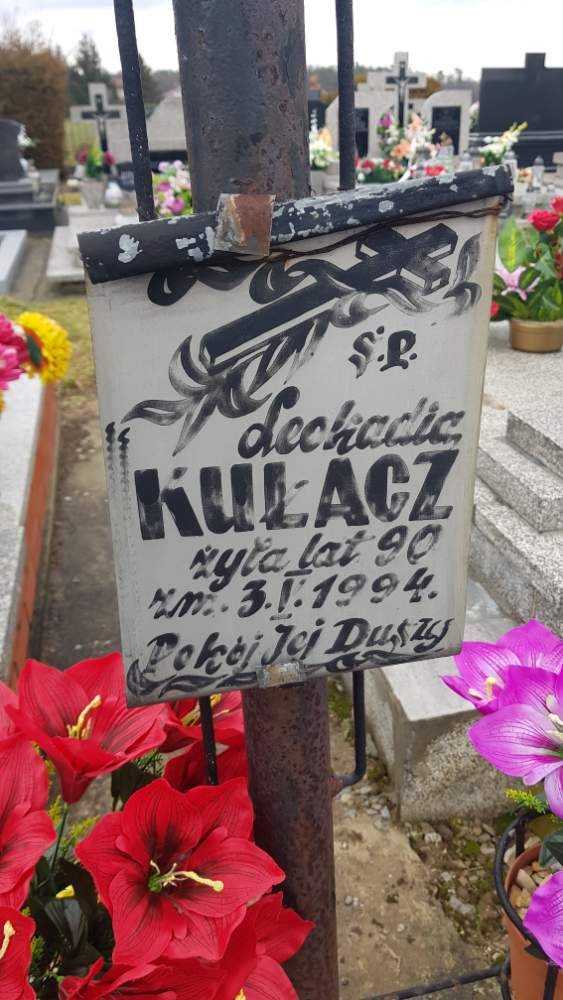 Ś.P.
Leokadia
KUŁACZ
żyła lat 90
zm. 3.V.1994.
Pokój Jej Duszy